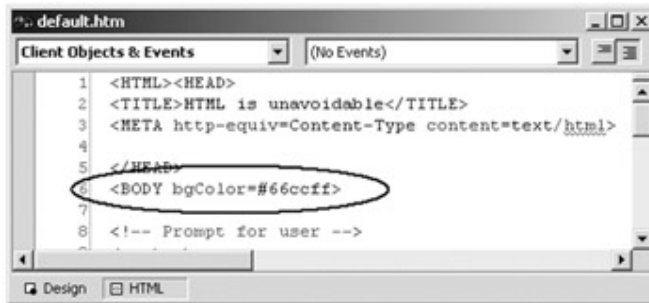 default.htm
Client Objects & Events (No Events)
1 <HTML><HEAD>
2 <TITLE>HTML is unavoidable</TITLE>
3 <META http-equiv=Content-Type content=text/html>
4
5 </HEAD>
6 <BODY bgColor=#66ccff>
7
8 <!-- Prompt for user -->
Design HTML